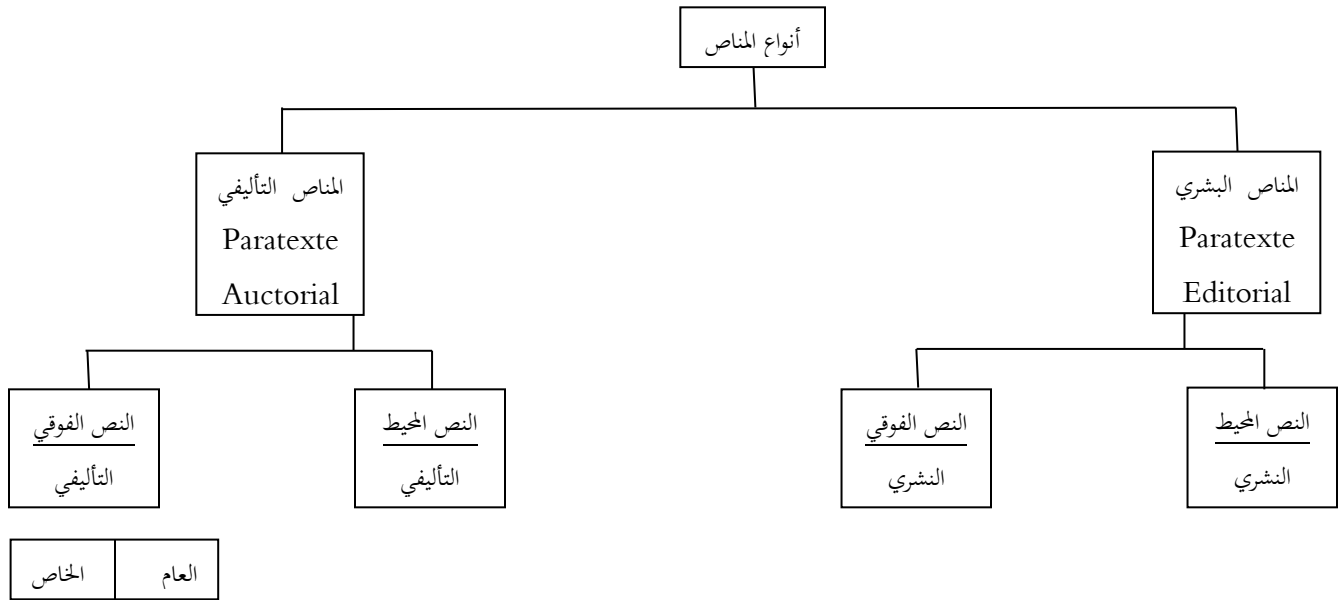 أنواع المناص
المناص البشري
Paratexte
Editorial
المناص التأليفي
Paratexte
Auctorial
النص المحيط
النشري
النص الفوقي
النشري
النص المحيط
التأليفي
النص الفوقي
التأليفي
العام
الخاص